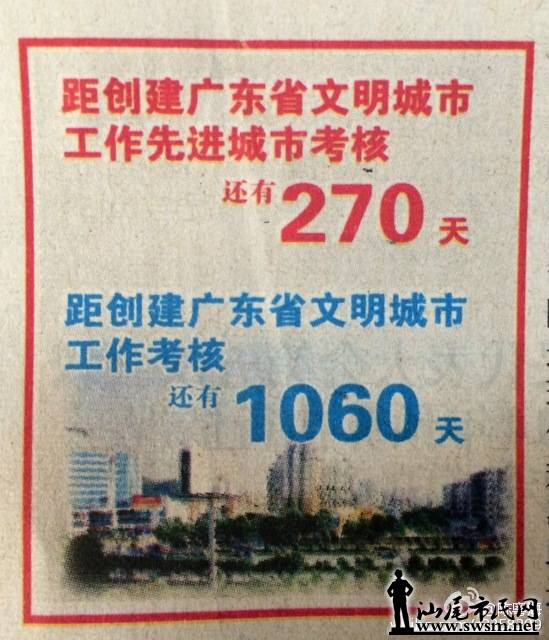 距创建广东省文明城市
工作先进城市考核
还有270天
距创建广东省文明城市
工作考核
还有1060天
汕尾市民网
www.swsm.net